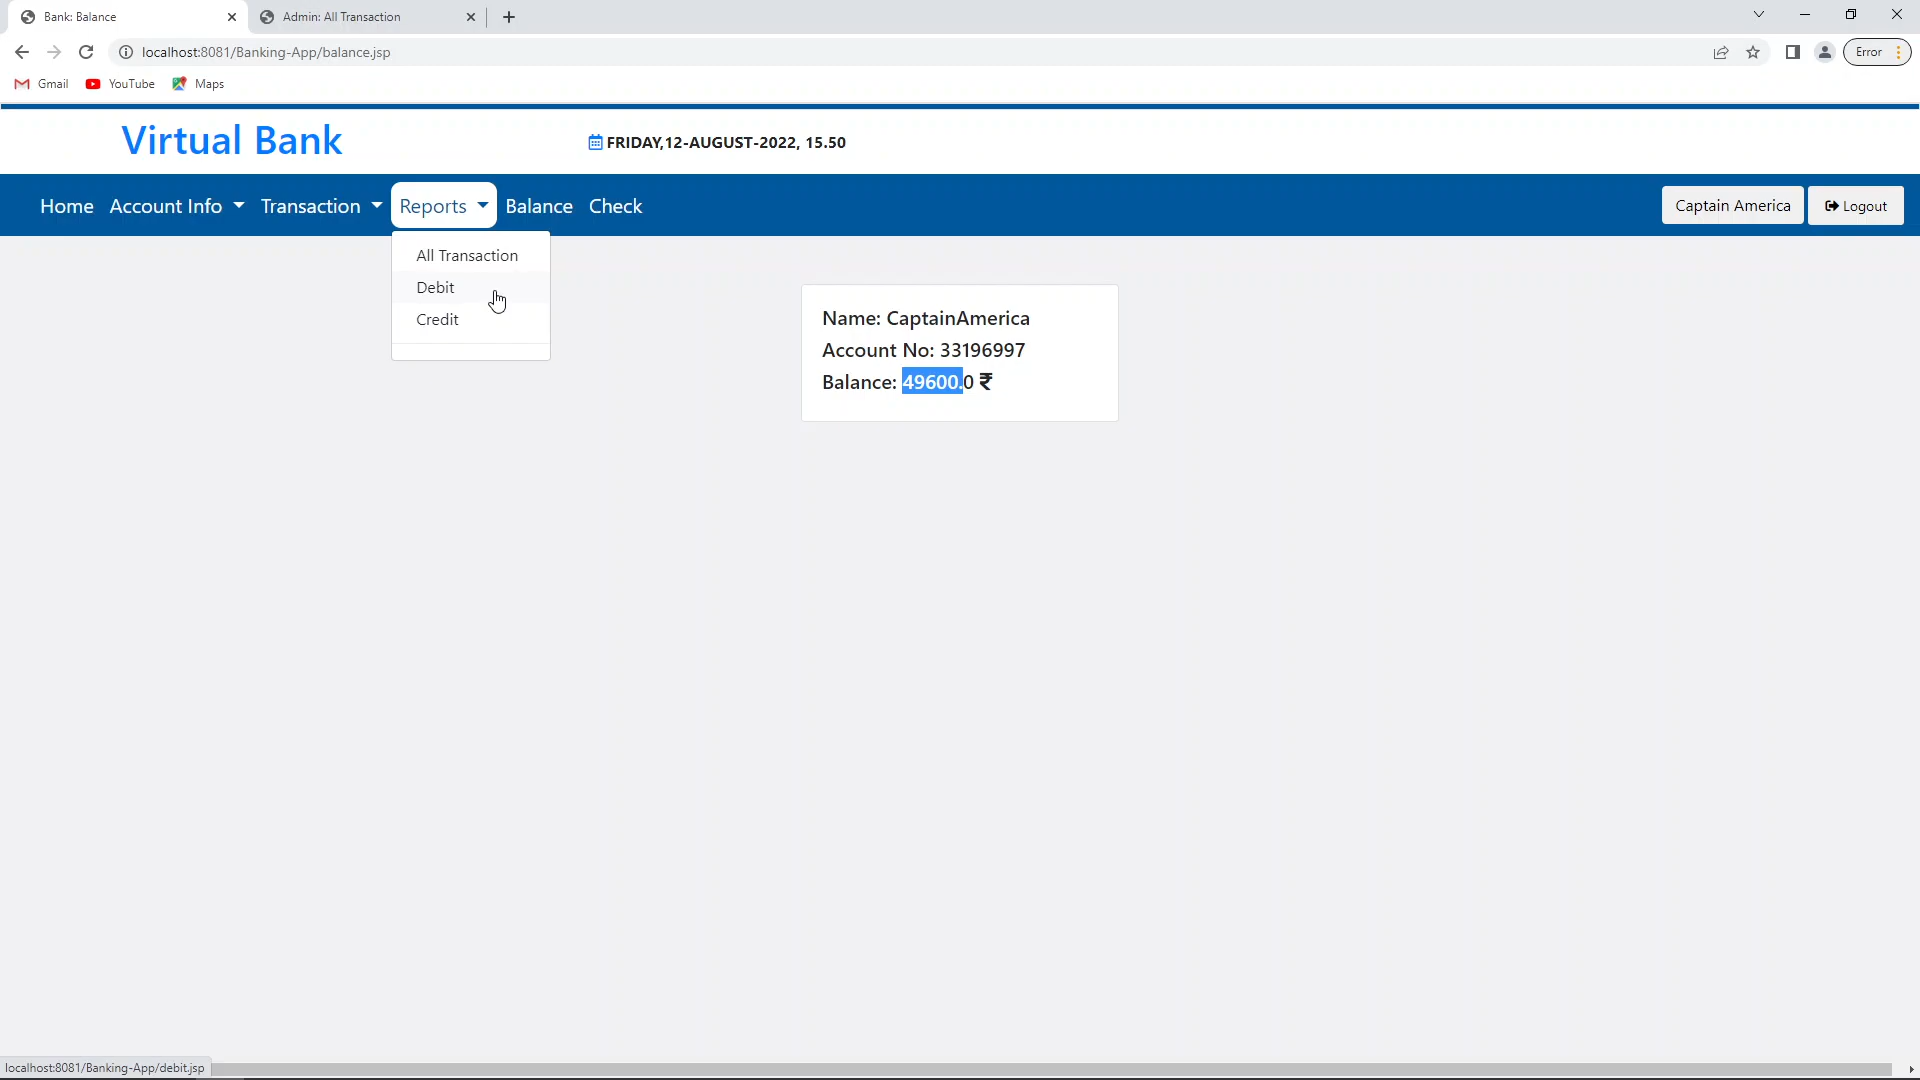 Bank: Balance
Admin: All Transaction
localhost:8081/Banking-App/balance.jsp
Error
Gmail
YouTube
Maps
Virtual Bank
FRIDAY,12-AUGUST-2022, 15.50
Home
Account Info
Transaction
Reports
Balance
Check
Captain America
Logout
All Transaction
Debit
Credit
Name: CaptainAmerica
Account No: 33196997
Balance: 49600.0 ₹
localhost:8081/Banking-App/debit.jsp